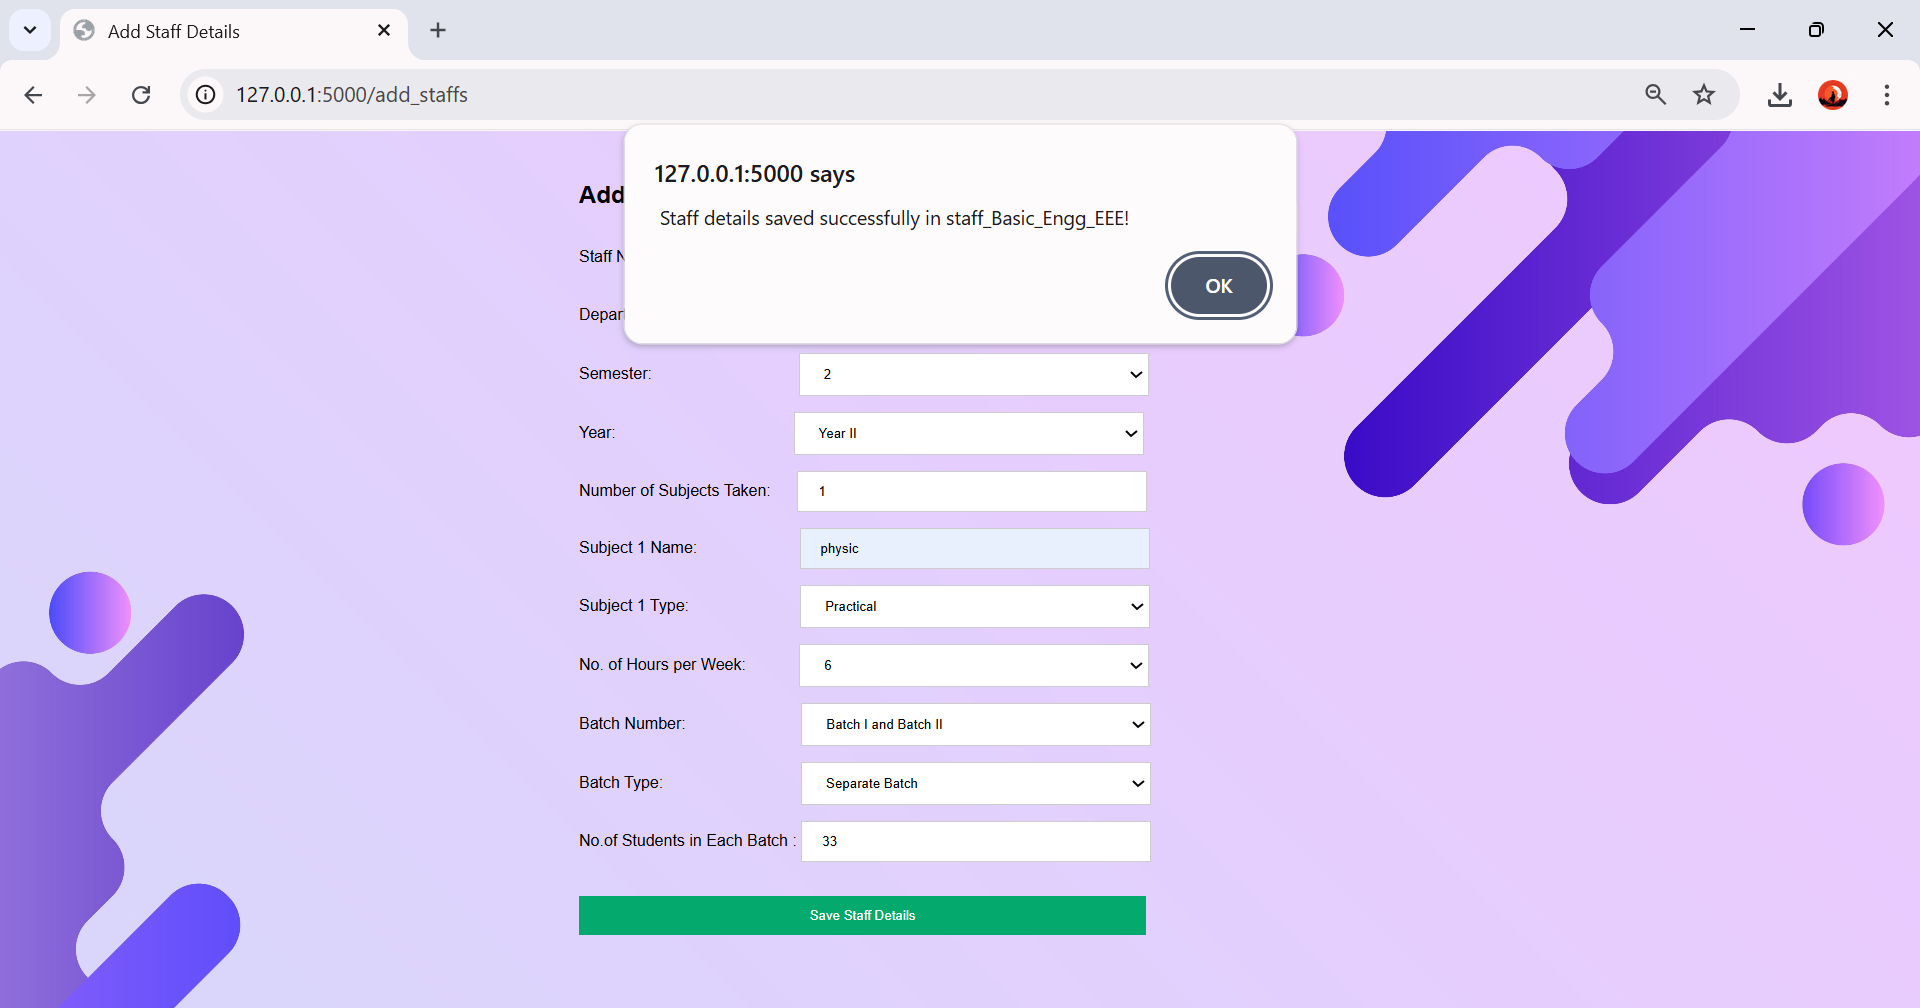 Add Staff Details
127.0.0.1:5000/add_staffs
127.0.0.1:5000 says
Staff details saved successfully in staff_Basic_Engg_EEE!
OK
Add
Staff N
Depar
Semester: 2
Year: Year II
Number of Subjects Taken: 1
Subject 1 Name: physic
Subject 1 Type: Practical
No. of Hours per Week: 6
Batch Number: Batch I and Batch II
Batch Type: Separate Batch
No.of Students in Each Batch : 33
Save Staff Details